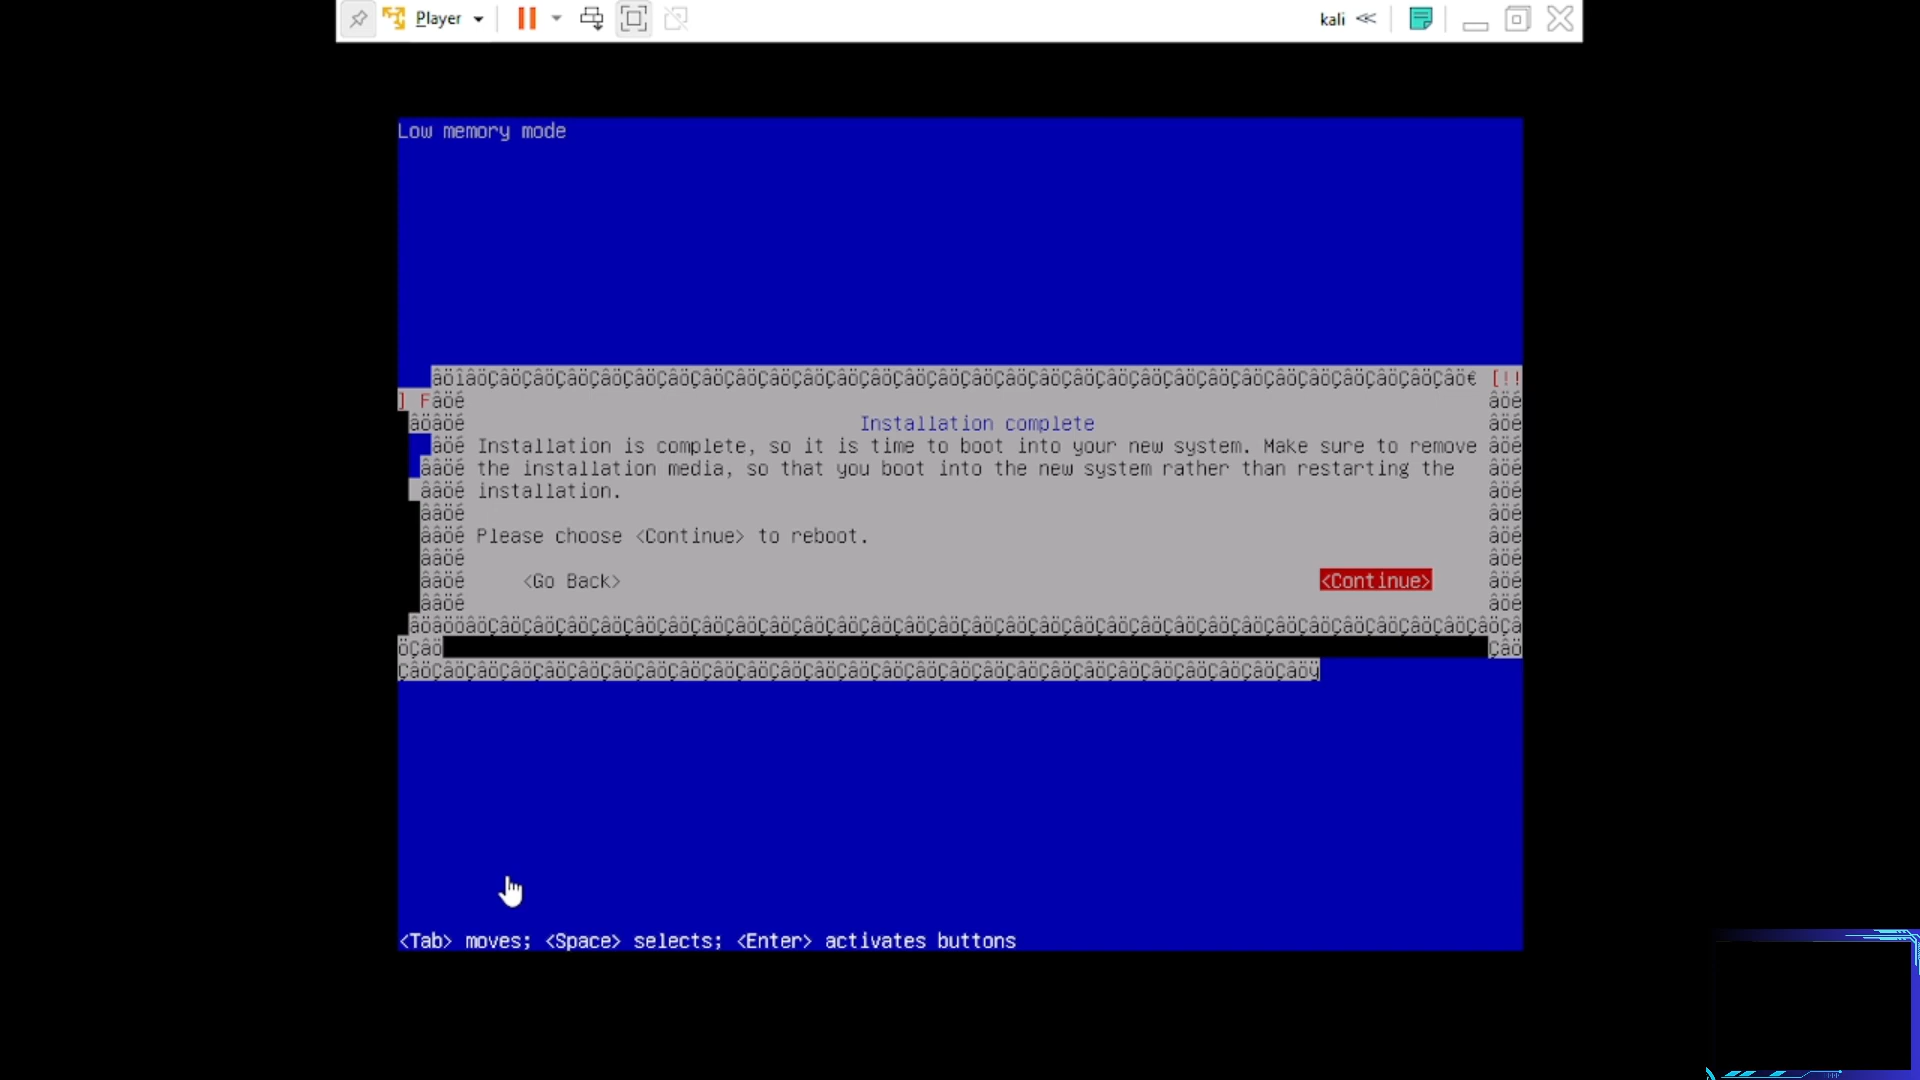 Player
kali
Low memory mode
[!!
] F
Installation complete
Installation is complete, so it is time to boot into your new system. Make sure to remove
the installation media, so that you boot into the new system rather than restarting the
installation.
Please choose <Continue> to reboot.
<Go Back> <Continue>
<Tab> moves; <Space> selects; <Enter> activates buttons